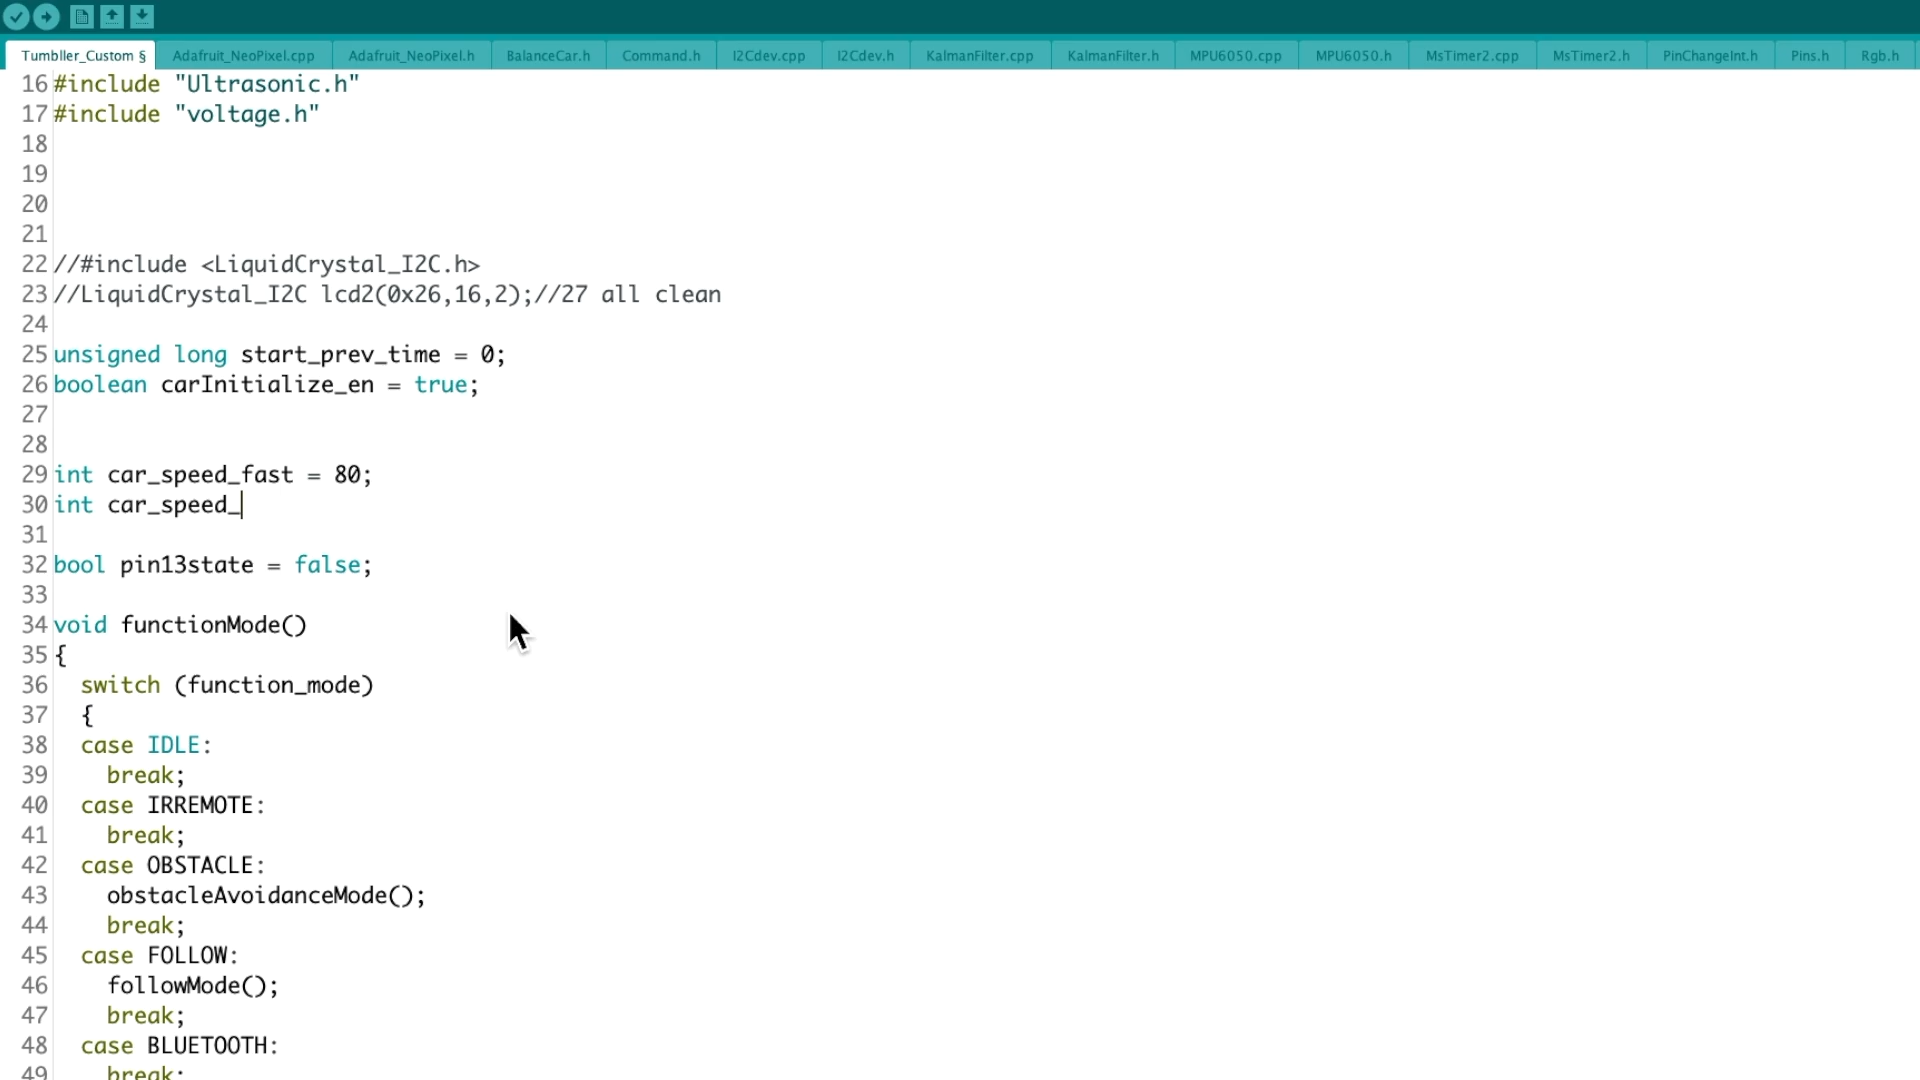 Tumbller_Custom § Adafruit_NeoPixel.cpp Adafruit_NeoPixel.h BalanceCar.h Command.h I2Cdev.cpp I2Cdev.h KalmanFilter.cpp KalmanFilter.h MPU6050.cpp MPU6050.h MsTimer2.cpp MsTimer2.h PinChangeInt.h Pins.h Rgb.h
16 #include "Ultrasonic.h"
17 #include "voltage.h"
18
19
20
21
22 //#include <LiquidCrystal_I2C.h>
23 //LiquidCrystal_I2C lcd2(0x26,16,2);//27 all clean
24
25 unsigned long start_prev_time = 0;
26 boolean carInitialize_en = true;
27
28
29 int car_speed_fast = 80;
30 int car_speed_
31
32 bool pin13state = false;
33
34 void functionMode()
35 {
36 switch (function_mode)
37 {
38 case IDLE:
39 break;
40 case IRREMOTE:
41 break;
42 case OBSTACLE:
43 obstacleAvoidanceMode();
44 break;
45 case FOLLOW:
46 followMode();
47 break;
48 case BLUETOOTH:
49 break;